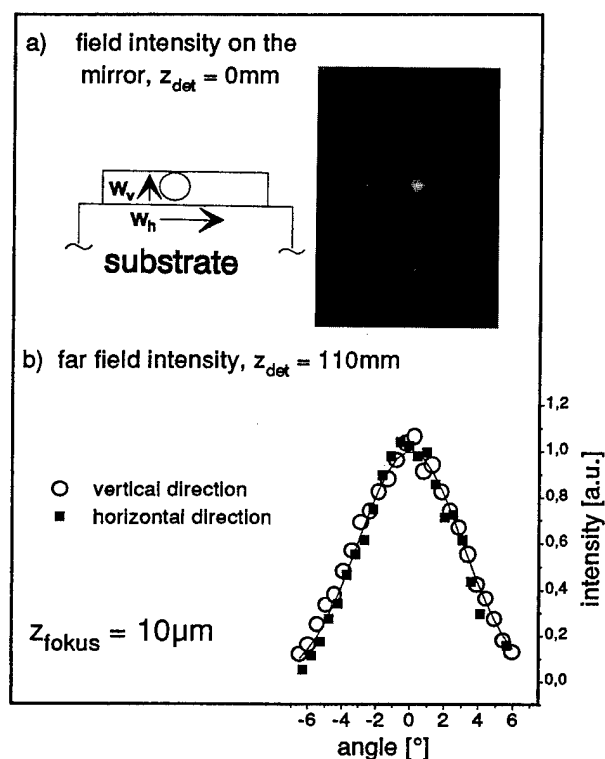 a) field intensity on the
mirror, z_det = 0mm
w_v
w_h
substrate
b) far field intensity, z_det = 110mm
vertical direction
horizontal direction
z_fokus = 10µm
1,2
1,0
0,8
0,6
0,4
0,2
0,0
intensity [a.u.]
-6 -4 -2 0 2 4 6
angle [°]